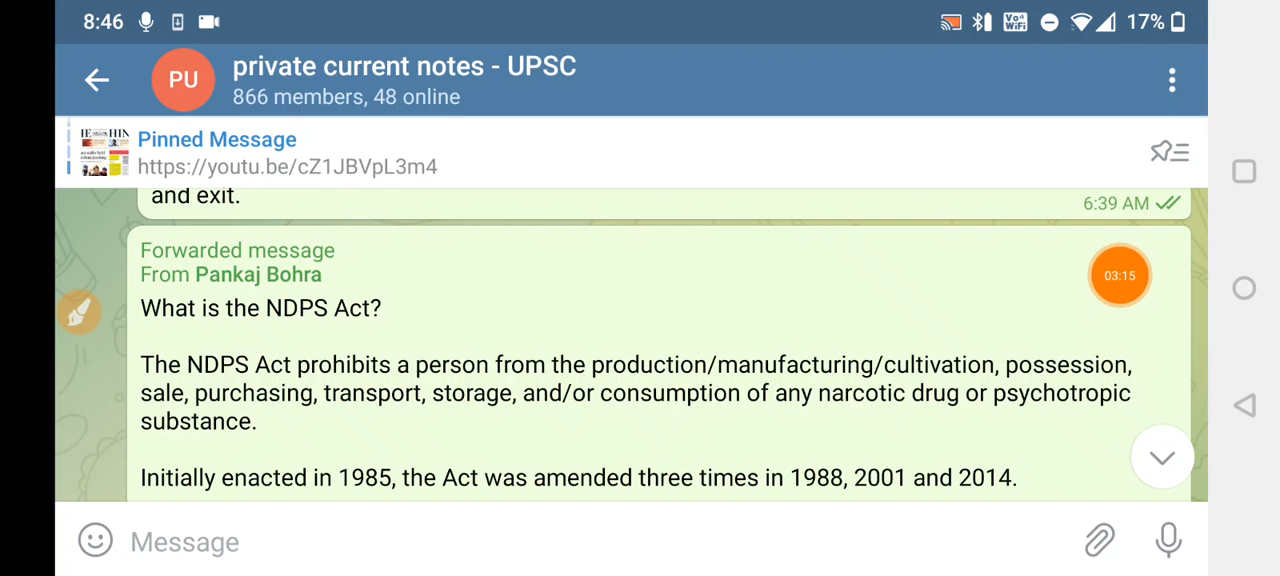 8:46
Vo WiFi
17%
PU
private current notes - UPSC
866 members, 48 online
Pinned Message
https://youtu.be/cZ1JBVpL3m4
and exit.
6:39 AM
Forwarded message
From Pankaj Bohra
03:15
What is the NDPS Act?
The NDPS Act prohibits a person from the production/manufacturing/cultivation, possession,
sale, purchasing, transport, storage, and/or consumption of any narcotic drug or psychotropic
substance.
Initially enacted in 1985, the Act was amended three times in 1988, 2001 and 2014.
Message